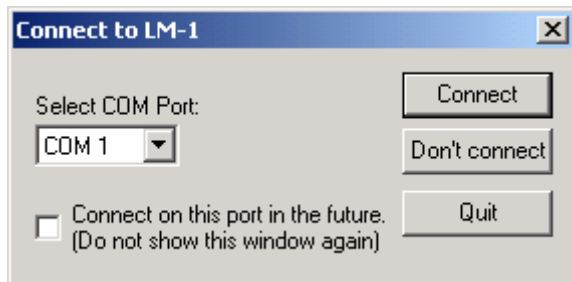 Connect to LM-1
Select COM Port:
COM 1
Connect
Don't connect
Quit
Connect on this port in the future.
(Do not show this window again)